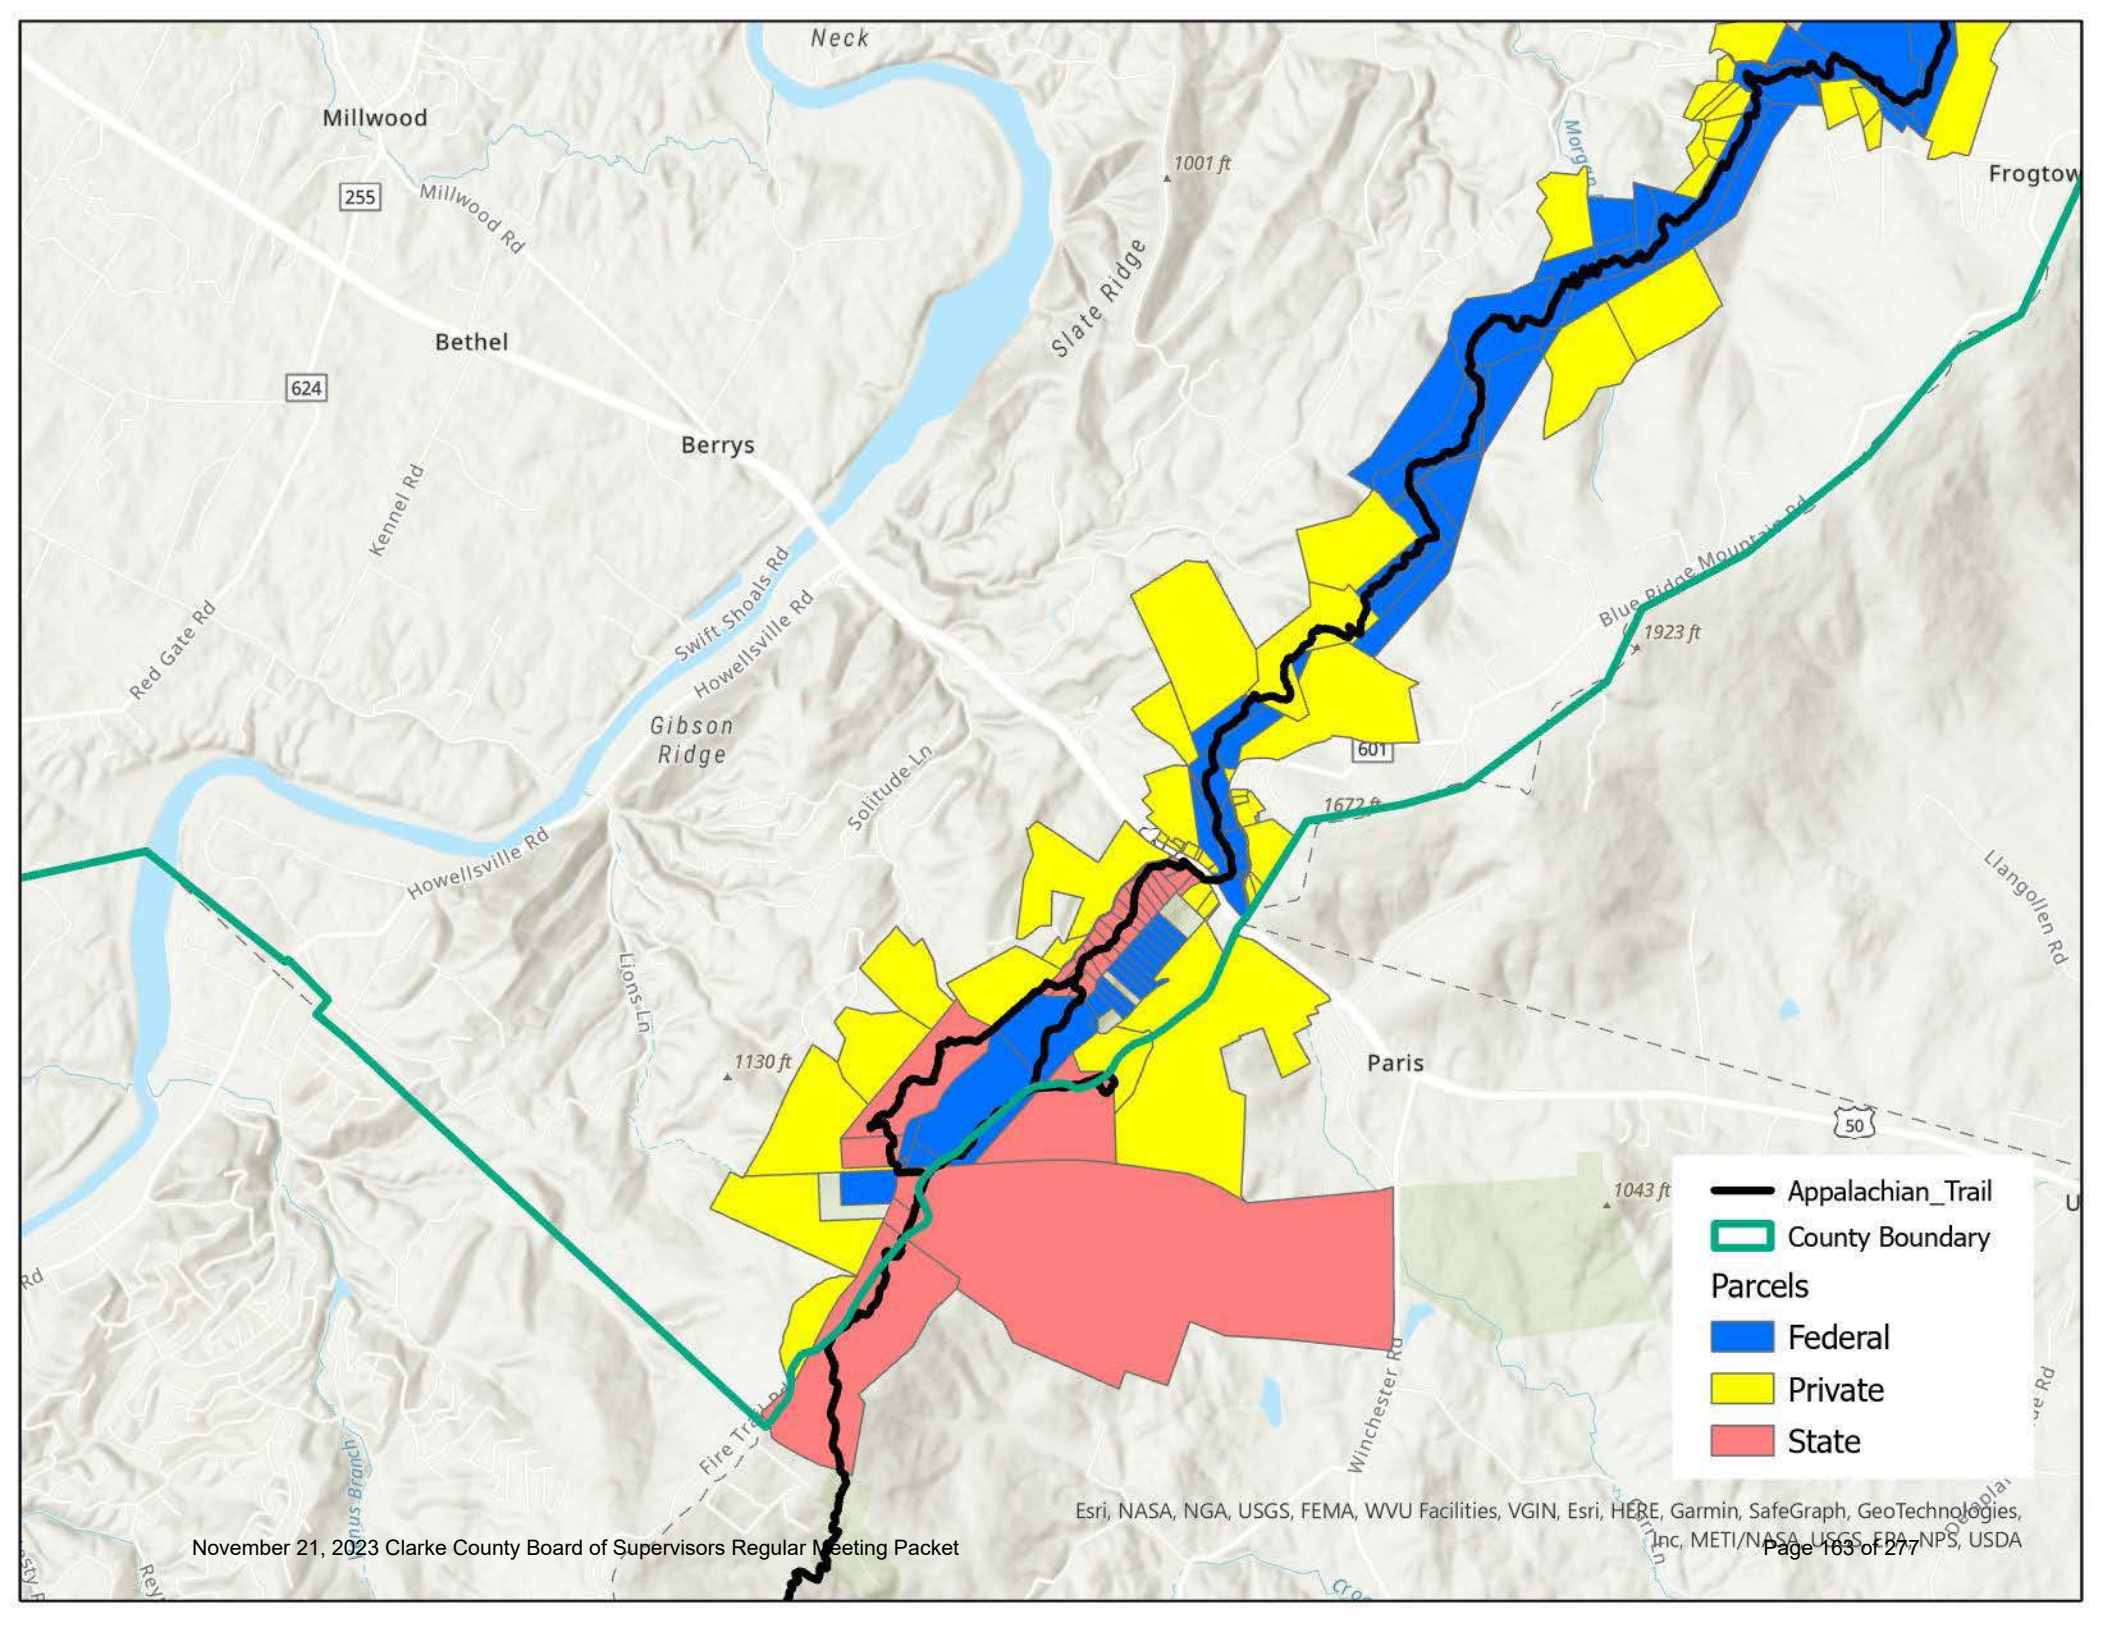 Neck
Millwood
1001 ft
Morgan
Frogtow
255
Millwood Rd
Slate Ridge
Bethel
624
Berrys
Kennel Rd
Swift Shoals Rd
Howellsville Rd
Blue Ridge Mountain Rd
1923 ft
Red Gate Rd
Gibson
Ridge
Solitude Ln
601
1672 ft
Howellsville Rd
Llangollen Rd
Lions Ln
1130 ft
Paris
50
1043 ft
U
Rd
Appalachian_Trail
County Boundary
Parcels
Federal
Private
State
Winchester Rd
Fire Trail Rd
Esri, NASA, NGA, USGS, FEMA, WVU Facilities, VGIN, Esri, HERE, Garmin, SafeGraph, GeoTechnologies,
Inc, METI/NASA, USGS, EPA, NPS, USDA
November 21, 2023 Clarke County Board of Supervisors Regular Meeting Packet
Page 163 of 277